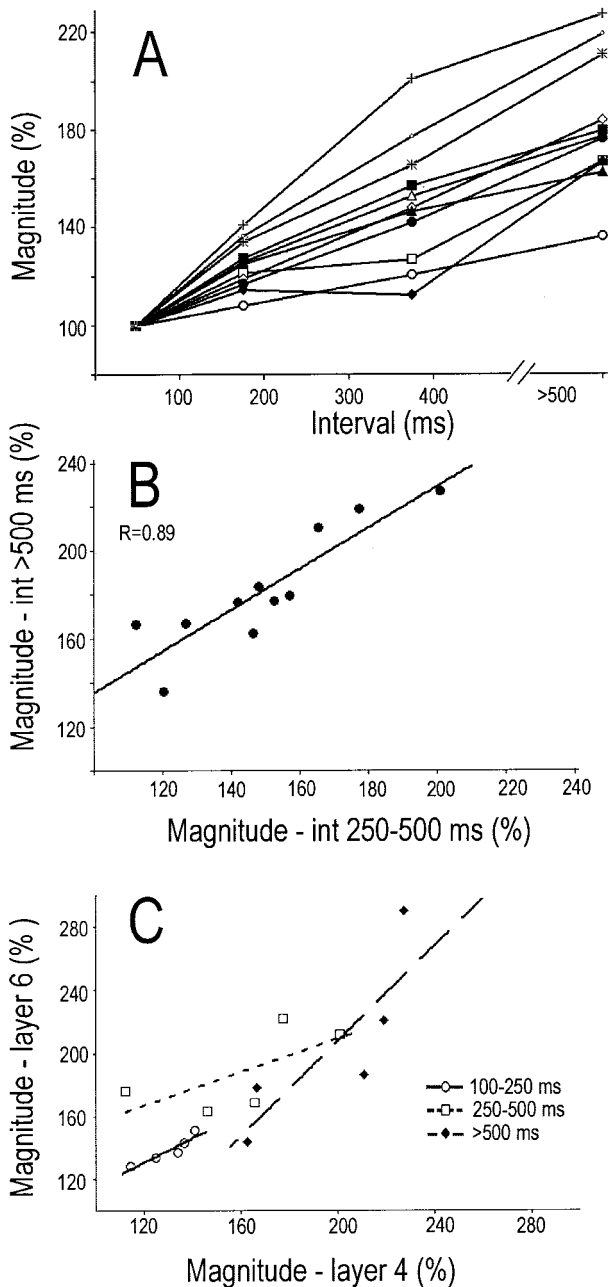 A
Magnitude (%)
220
180
140
100
100
200
300
400
>500
Interval (ms)
B
R=0.89
Magnitude - int >500 ms (%)
240
200
160
120
120
140
160
180
200
220
240
Magnitude - int 250-500 ms (%)
C
Magnitude - layer 6 (%)
280
240
200
160
120
100-250 ms
250-500 ms
>500 ms
120
160
200
240
280
Magnitude - layer 4 (%)